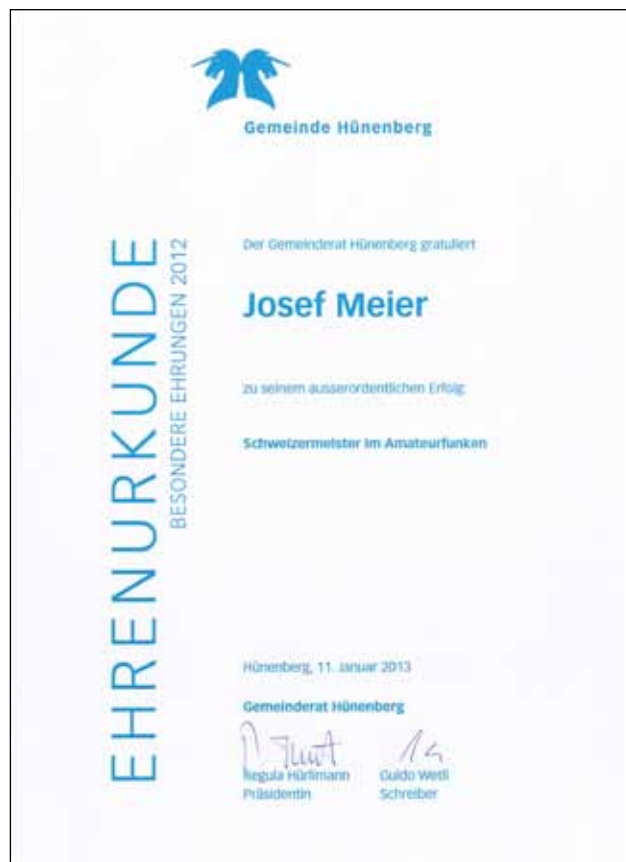 Gemeinde Hünenberg
EHRENURKUNDE
BESONDERE EHRUNGEN 2012
Der Gemeinderat Hünenberg gratuliert
Josef Meier
zu seinem ausserordentlichen Erfolg:
Schweizermeister im Amateurfunken
Hünenberg, 11. Januar 2013
Gemeinderat Hünenberg
Regula Hürlimann Guido Wetli
Präsidentin Schreiber